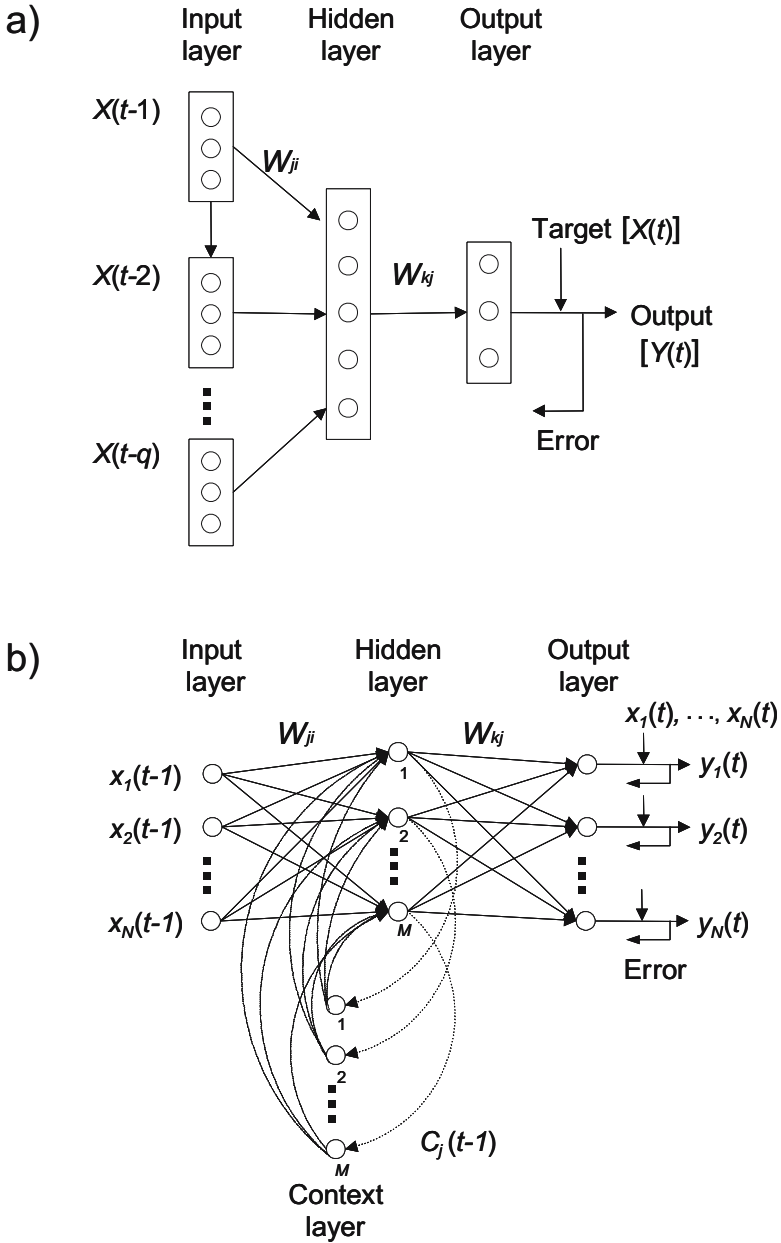 a)
Input layer
Hidden layer
Output layer
X(t-1)
Wji
X(t-2)
Wkj
Target [X(t)]
Output
[Y(t)]
Error
X(t-q)
b)
Input layer
Hidden layer
Output layer
x1(t), ..., xN(t)
Wji
Wkj
x1(t-1)
1
y1(t)
x2(t-1)
2
y2(t)
xN(t-1)
M
yN(t)
Error
1
2
Cj (t-1)
M
Context
layer